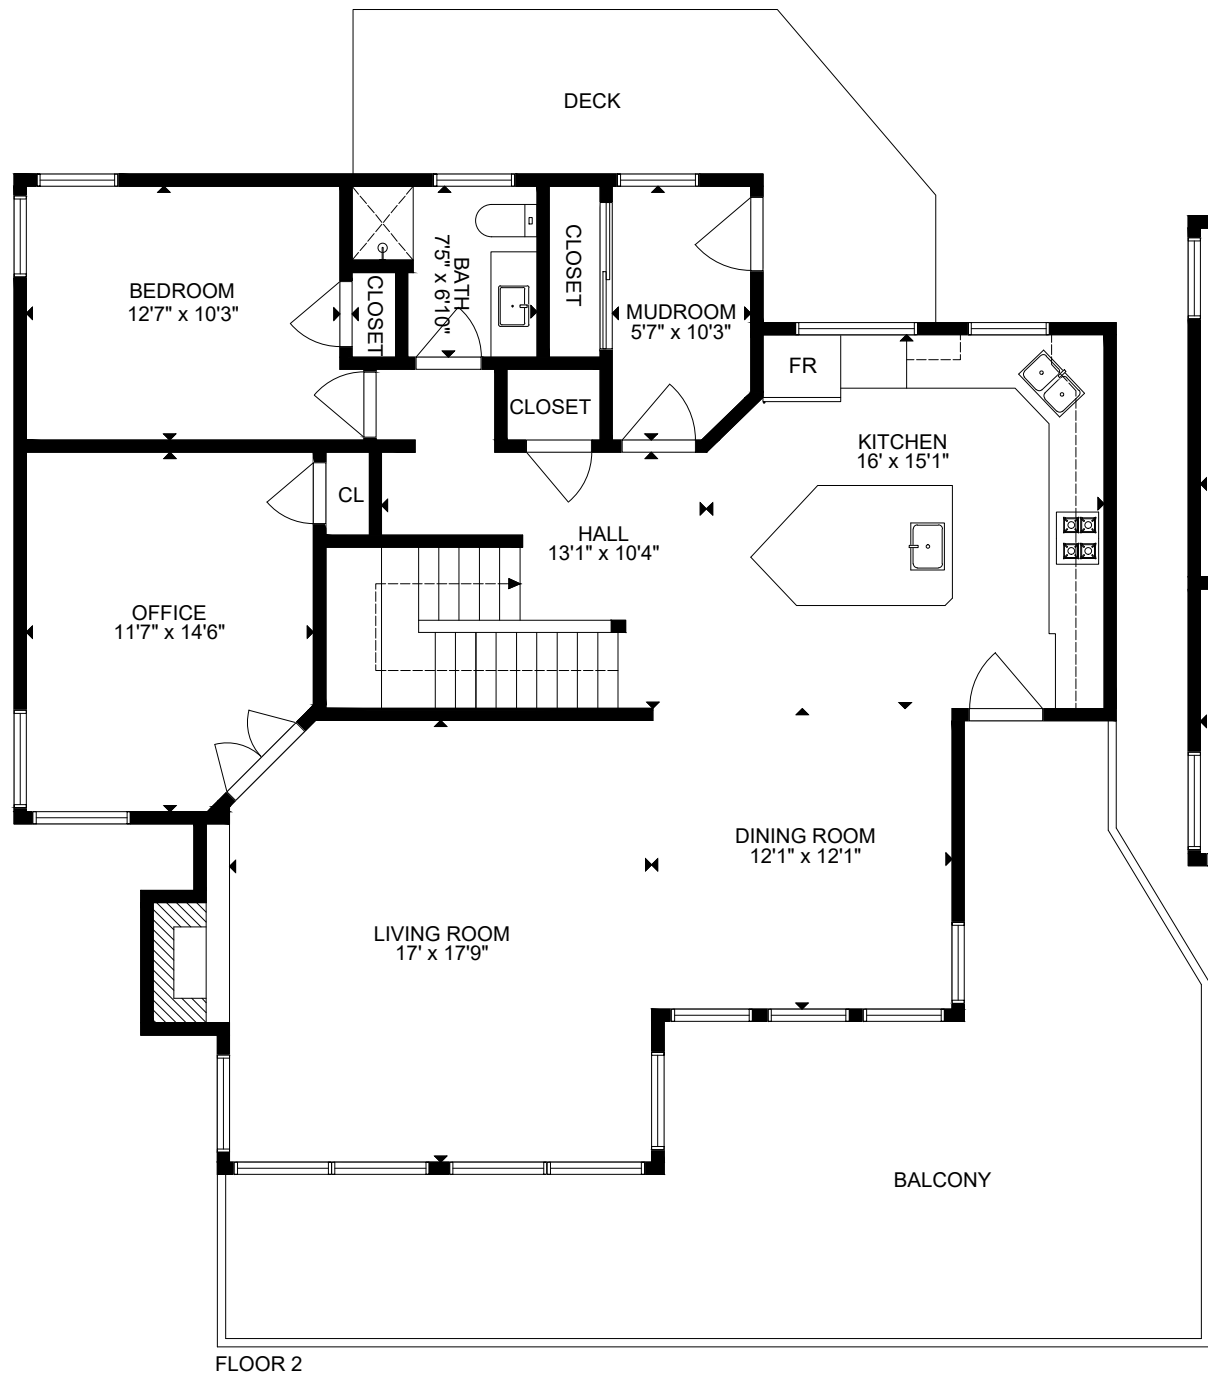 DECK
BEDROOM
12'7" x 10'3"
CLOSET
BATH
7'5" x 6'10"
CLOSET
MUDROOM
5'7" x 10'3"
FR
CLOSET
KITCHEN
16' x 15'1"
CL
HALL
13'1" x 10'4"
OFFICE
11'7" x 14'6"
DINING ROOM
12'1" x 12'1"
LIVING ROOM
17' x 17'9"
BALCONY
FLOOR 2